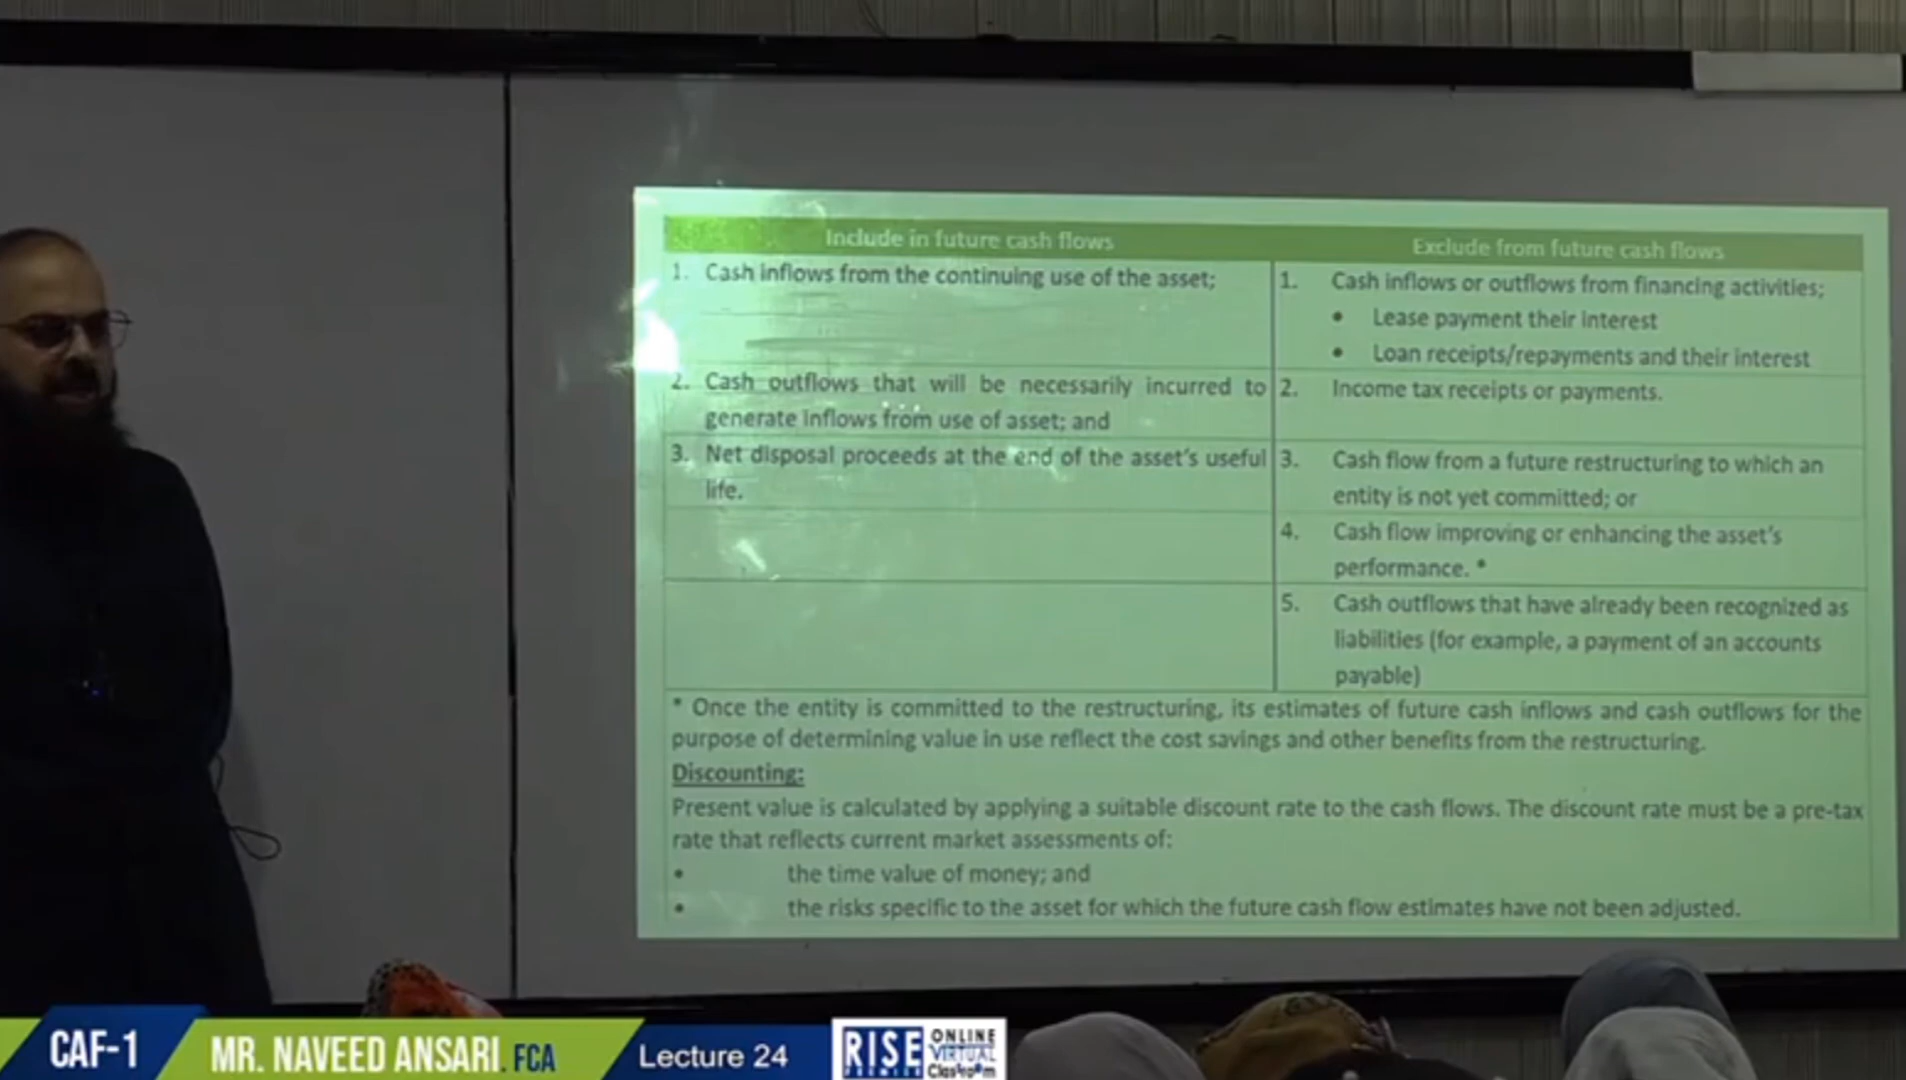 Include in future cash flows
Exclude from future cash flows
1. Cash inflows from the continuing use of the asset;
1. Cash inflows or outflows from financing activities;
• Lease payment their interest
• Loan receipts/repayments and their interest
2. Cash outflows that will be necessarily incurred to
generate inflows from use of asset; and
2. Income tax receipts or payments.
3. Net disposal proceeds at the end of the asset's useful
life.
3. Cash flow from a future restructuring to which an
entity is not yet committed; or
4. Cash flow improving or enhancing the asset's
performance. *
5. Cash outflows that have already been recognized as
liabilities (for example, a payment of an accounts
payable)
* Once the entity is committed to the restructuring, its estimates of future cash inflows and cash outflows for the
purpose of determining value in use reflect the cost savings and other benefits from the restructuring.
Discounting:
Present value is calculated by applying a suitable discount rate to the cash flows. The discount rate must be a pre-tax
rate that reflects current market assessments of:
• the time value of money; and
• the risks specific to the asset for which the future cash flow estimates have not been adjusted.
CAF-1
MR. NAVEED ANSARI. FCA
Lecture 24
RISE
PREMIER
ONLINE
VIRTUAL
Classroom